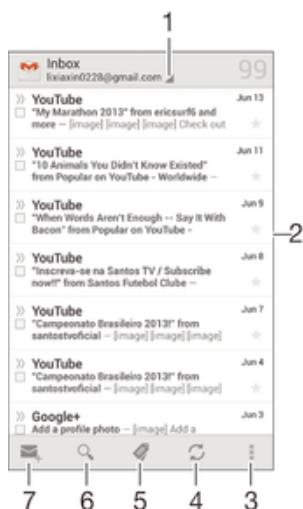 1
Inbox
lixiaxin0228@gmail.com
99
YouTube
Jun 13
"My Marathon 2013" from ericsurf6 and
more – [image] [image] [image] Check out
YouTube
Jun 11
"10 Animals You Didn't Know Existed"
from Popular on YouTube - Worldwide –
YouTube
Jun 9
"When Words Aren't Enough -- Say It With
Bacon" from Popular on YouTube -
2
YouTube
Jun 8
"Inscreva-se na Santos TV / Subscribe
now!!" from Santos Futebol Clube –
YouTube
Jun 7
"Campeonato Brasileiro 2013!" from
santostvoficial – [image] [image] [image]
YouTube
Jun 4
"Campeonato Brasileiro 2013!" from
santostvoficial – [image] [image] [image]
Google+
Jun 3
Add a profile photo – [image] Add a
7 6 5 4 3